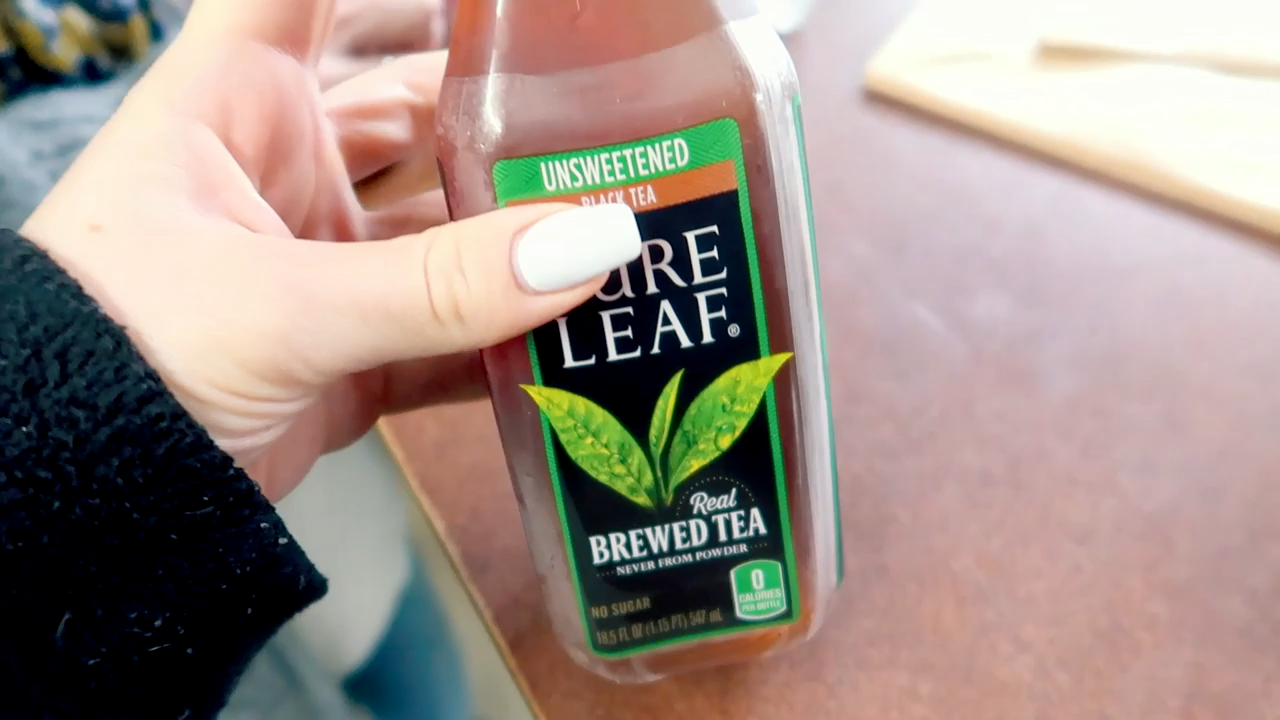 UNSWEETENED
BLACK TEA
PURE
LEAF®
Real
BREWED TEA
NEVER FROM POWDER
0
CALORIES
PER BOTTLE
NO SUGAR
18.5 FL OZ (1.15 PT) 547 mL